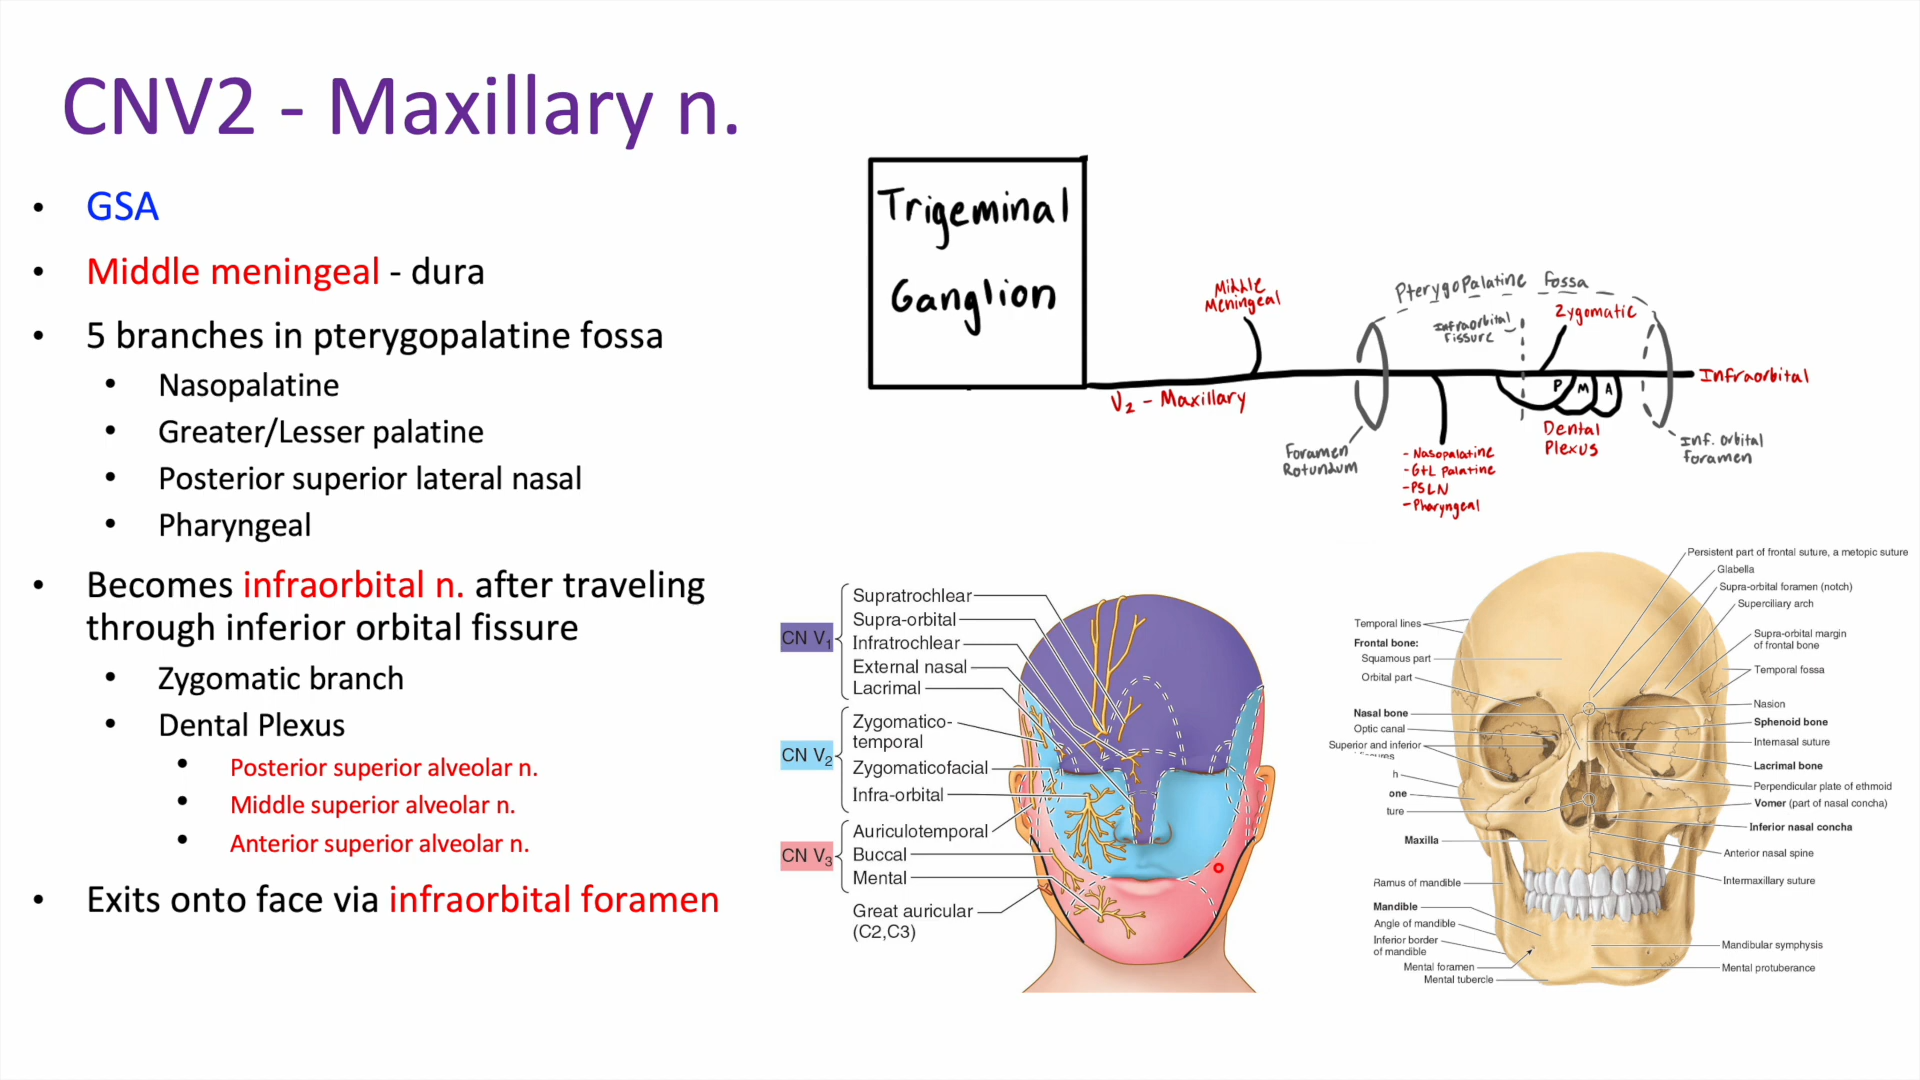 CNV2 - Maxillary n.
• GSA
• Middle meningeal - dura
• 5 branches in pterygopalatine fossa
• Nasopalatine
• Greater/Lesser palatine
• Posterior superior lateral nasal
• Pharyngeal
• Becomes infraorbital n. after traveling
through inferior orbital fissure
• Zygomatic branch
• Dental Plexus
• Posterior superior alveolar n.
• Middle superior alveolar n.
• Anterior superior alveolar n.
• Exits onto face via infraorbital foramen
Trigeminal
Ganglion
V2 - Maxillary
Middle
Meningeal
Pterygopalatine Fossa
Foramen
Rotundum
Infraorbital
Fissure
Zygomatic
- Nasopalatine
- G+L Palatine
- PSLN
- Pharyngeal
P M A
Dental
Plexus
Infraorbital
Inf. orbital
foramen
CN V1
Supratrochlear
Supra-orbital
Infratrochlear
External nasal
Lacrimal
CN V2
Zygomatico-
temporal
Zygomaticofacial
Infra-orbital
CN V3
Auriculotemporal
Buccal
Mental
Great auricular
(C2,C3)
Temporal lines
Frontal bone:
Squamous part
Orbital part
Nasal bone
Optic canal
Superior and inferior
h
one
ture
Maxilla
Ramus of mandible
Mandible
Angle of mandible
Inferior border
of mandible
Mental foramen
Mental tubercle
Persistent part of frontal suture, a metopic suture
Glabella
Supra-orbital foramen (notch)
Superciliary arch
Supra-orbital margin
of frontal bone
Temporal fossa
Nasion
Sphenoid bone
Internasal suture
Lacrimal bone
Perpendicular plate of ethmoid
Vomer (part of nasal concha)
Inferior nasal concha
Anterior nasal spine
Intermaxillary suture
Mandibular symphysis
Mental protuberance